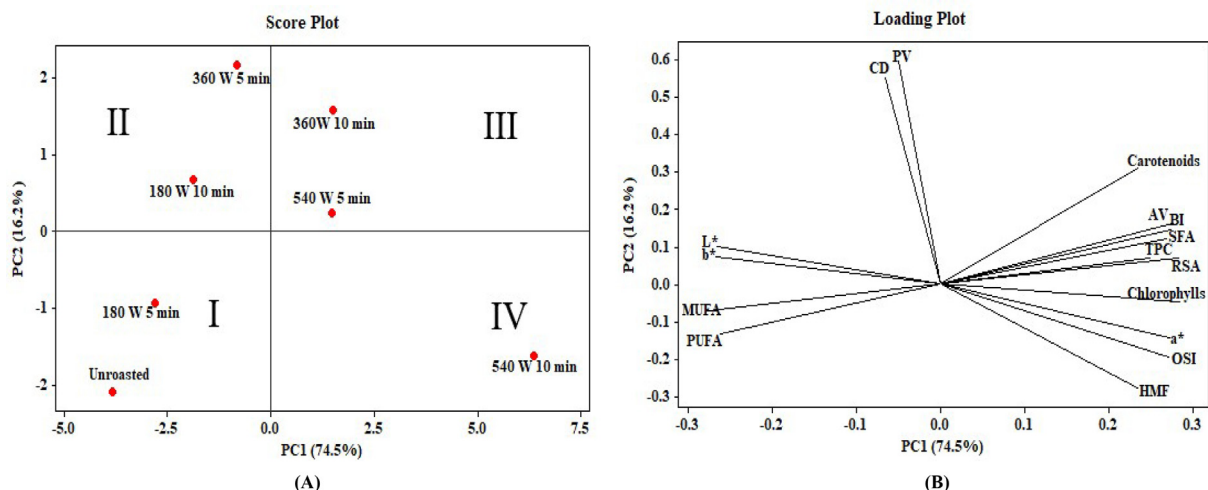 Score Plot
PC2 (16.2%)
2
1
0
-1
-2
360 W 5 min
II
360W 10 min
III
180 W 10 min
540 W 5 min
180 W 5 min
I
IV
540 W 10 min
Unroasted
-5.0 -2.5 0.0 2.5 5.0 7.5
PC1 (74.5%)
(A)
Loading Plot
PC2 (16.2%)
0.6
0.5
0.4
0.3
0.2
0.1
0.0
-0.1
-0.2
-0.3
PV
CD
Carotenoids
AV BI
SFA
TPC
RSA
L*
b*
Chlorophylls
MUFA
PUFA
a*
OSI
HMF
-0.3 -0.2 -0.1 0.0 0.1 0.2 0.3
PC1 (74.5%)
(B)